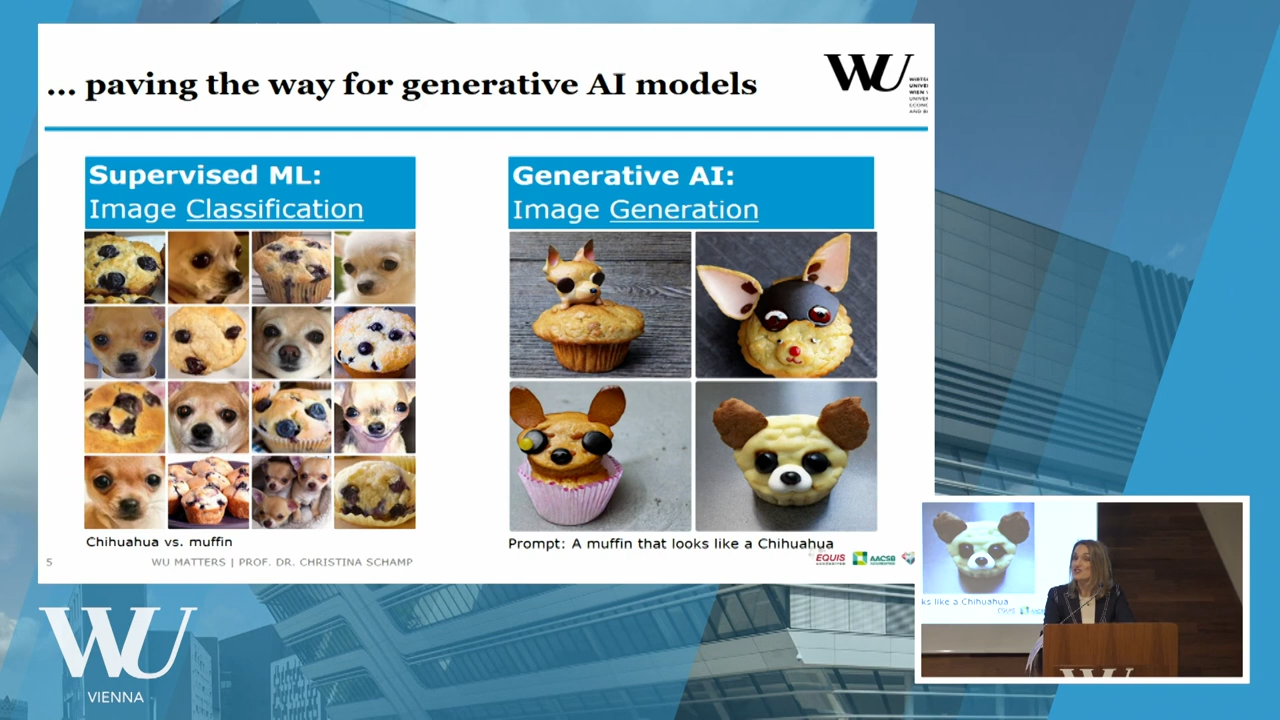 ... paving the way for generative AI models
WU
Supervised ML:
Image Classification
Generative AI:
Image Generation
Chihuahua vs. muffin
Prompt: A muffin that looks like a Chihuahua
5
WU MATTERS | PROF. DR. CHRISTINA SCHAMP
EQUIS
ACCREDITED
AACSB
ks like a Chihuahua
WU
VIENNA
WU